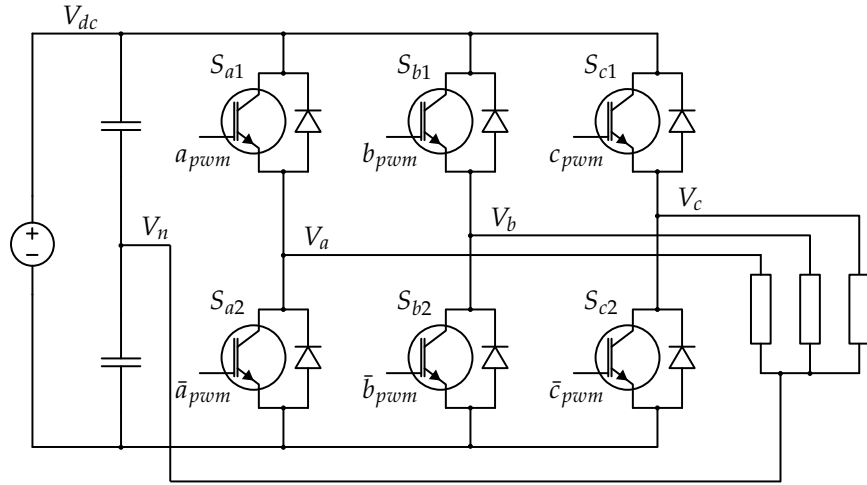 V_dc
S_a1 S_b1 S_c1
a_pwm b_pwm c_pwm
V_n V_a V_b V_c
+
−
S_a2 S_b2 S_c2
ā_pwm b̄_pwm c̄_pwm